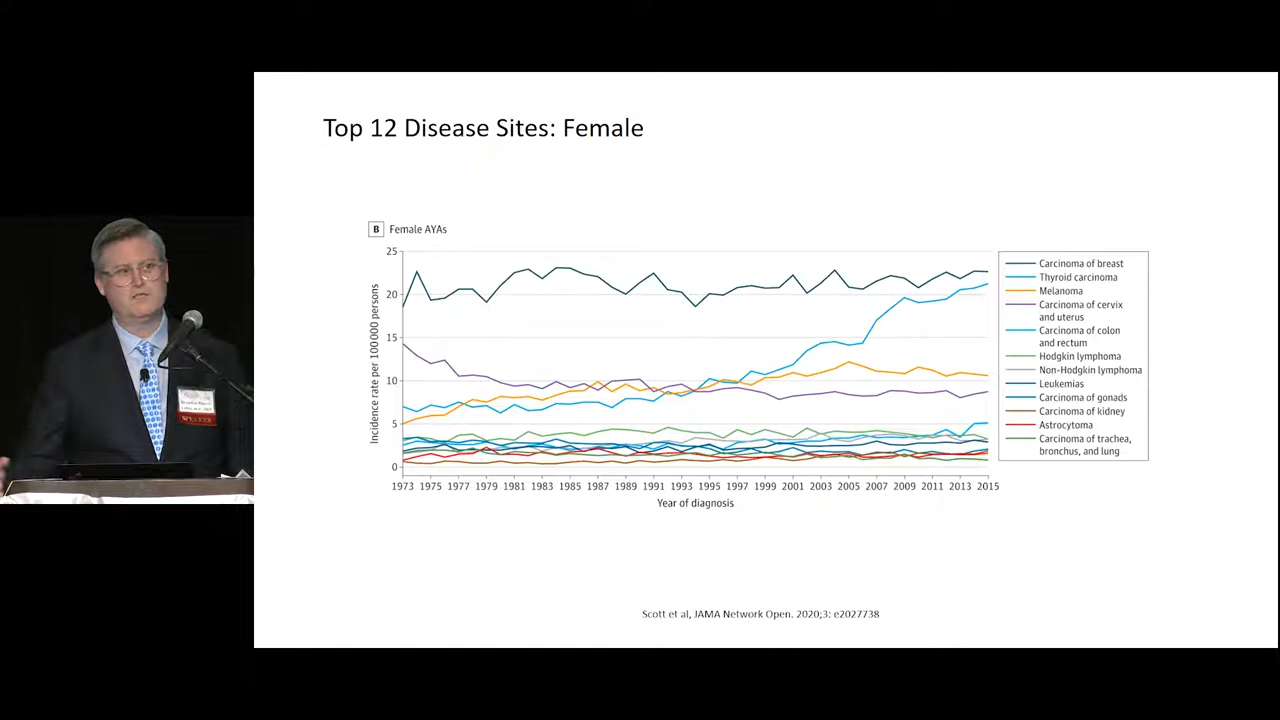 Top 12 Disease Sites: Female
B Female AYAs
Incidence rate per 100 000 persons
25
20
15
10
5
0
1973 1975 1977 1979 1981 1983 1985 1987 1989 1991 1993 1995 1997 1999 2001 2003 2005 2007 2009 2011 2013 2015
Year of diagnosis
Carcinoma of breast
Thyroid carcinoma
Melanoma
Carcinoma of cervix
and uterus
Carcinoma of colon
and rectum
Hodgkin lymphoma
Non-Hodgkin lymphoma
Leukemias
Carcinoma of gonads
Carcinoma of kidney
Astrocytoma
Carcinoma of trachea,
bronchus, and lung
Scott et al, JAMA Network Open. 2020;3: e2027738
SPEAKER